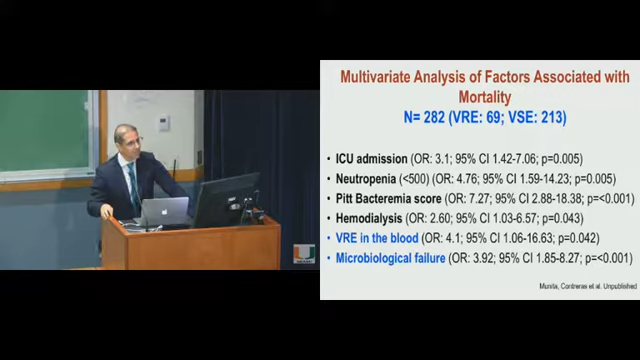 Multivariate Analysis of Factors Associated with
Mortality
N= 282 (VRE: 69; VSE: 213)
• ICU admission (OR: 3.1; 95% CI 1.42-7.06; p=0.005)
• Neutropenia (<500) (OR: 4.76; 95% CI 1.59-14.23; p=0.005)
• Pitt Bacteremia score (OR: 7.27; 95% CI 2.88-18.38; p=<0.001)
• Hemodialysis (OR: 2.60; 95% CI 1.03-6.57; p=0.043)
• VRE in the blood (OR: 4.1; 95% CI 1.06-16.63; p=0.042)
• Microbiological failure (OR: 3.92; 95% CI 1.85-8.27; p=<0.001)
Munita, Contreras et al. Unpublished